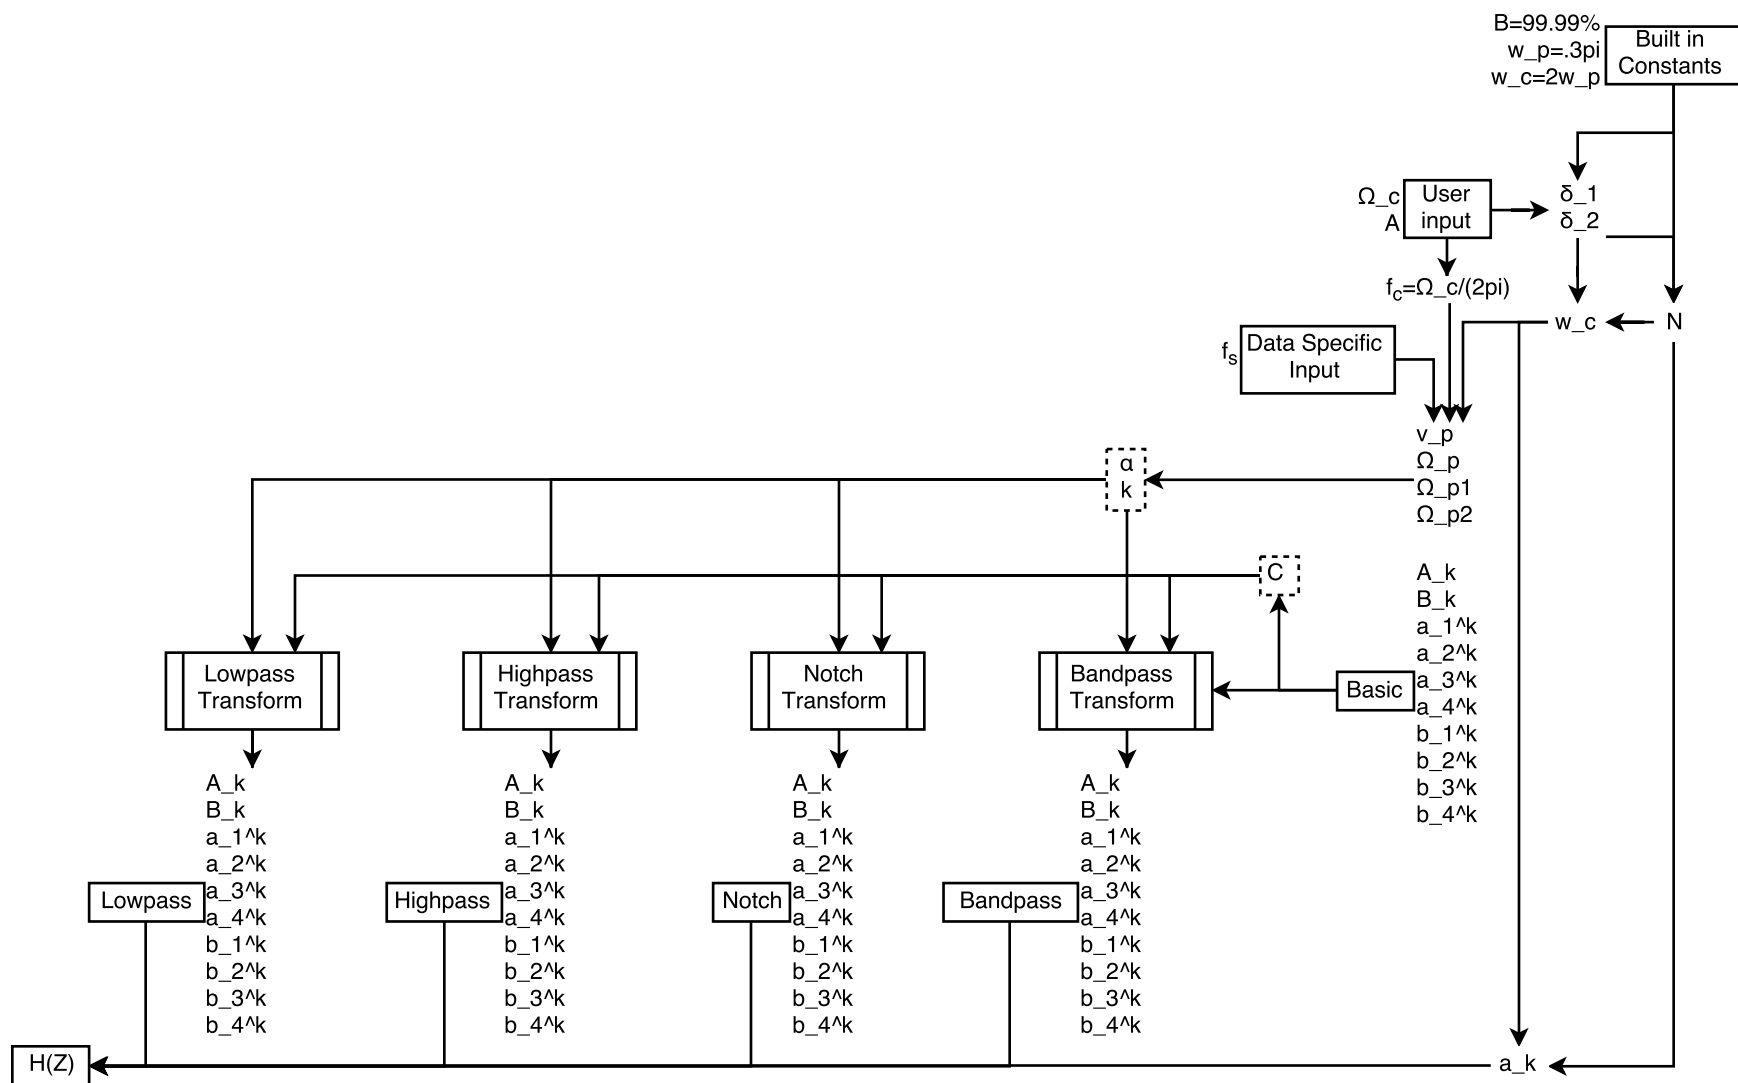 B=99.99%
w_p=.3pi
w_c=2w_p
Built in
Constants
Ω_c
A
User
input
δ_1
δ_2
fc=Ω_c/(2pi)
w_c
N
fs
Data Specific
Input
v_p
Ω_p
Ω_p1
Ω_p2
α
k
C
A_k
B_k
a_1^k
a_2^k
a_3^k
a_4^k
b_1^k
b_2^k
b_3^k
b_4^k
Basic
Lowpass
Transform
Highpass
Transform
Notch
Transform
Bandpass
Transform
A_k
B_k
a_1^k
a_2^k
a_3^k
a_4^k
b_1^k
b_2^k
b_3^k
b_4^k
Lowpass
A_k
B_k
a_1^k
a_2^k
a_3^k
a_4^k
b_1^k
b_2^k
b_3^k
b_4^k
Highpass
A_k
B_k
a_1^k
a_2^k
a_3^k
a_4^k
b_1^k
b_2^k
b_3^k
b_4^k
Notch
A_k
B_k
a_1^k
a_2^k
a_3^k
a_4^k
b_1^k
b_2^k
b_3^k
b_4^k
Bandpass
H(Z)
a_k